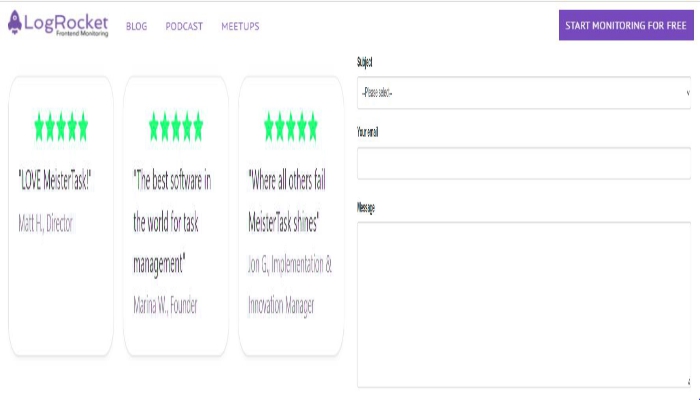 LogRocket
Frontend Monitoring
BLOG
PODCAST
MEETUPS
START MONITORING FOR FREE
"LOVE MeisterTask!"
Matt H., Director
"The best software in
the world for task
management"
Marina W., Founder
"Where all others fail
MeisterTask shines"
Jon G., Implementation &
Innovation Manager
Subject
--Please select--
Your email
Message